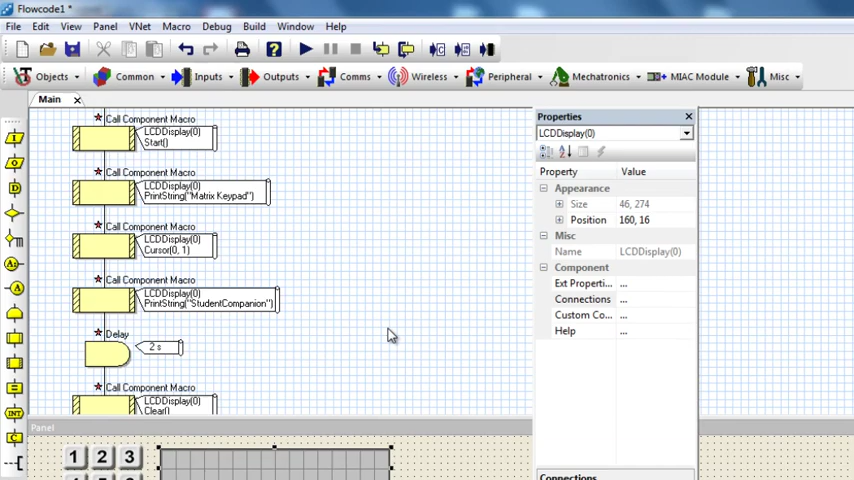 Flowcode1 *
File Edit View Panel VNet Macro Debug Build Window Help
Objects Common Inputs Outputs Comms Wireless Peripheral Mechatronics MIAC Module Misc
Main
Call Component Macro
LCDDisplay(0)
Start()
Call Component Macro
LCDDisplay(0)
PrintString("Matrix Keypad")
Call Component Macro
LCDDisplay(0)
Cursor(0, 1)
Call Component Macro
LCDDisplay(0)
PrintString("StudentCompanion")
Delay
2 s
Call Component Macro
LCDDisplay(0)
Clear()
Properties
LCDDisplay(0)
Property Value
Appearance
Size 46, 274
Position 160, 16
Misc
Name LCDDisplay(0)
Component
Ext Properti... ...
Connections ...
Custom Co... ...
Help ...
Connections
Panel
1 2 3